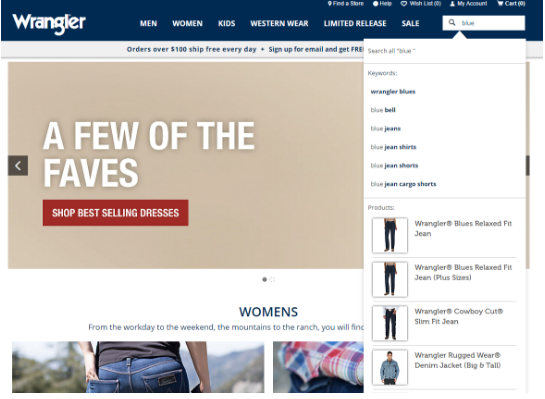 Find a Store Help Wish List (0) My Account Cart (0)
Wrangler
MEN WOMEN KIDS WESTERN WEAR LIMITED RELEASE SALE
blue
Orders over $100 ship free every day • Sign up for email and get FRE
Search all "blue "
Keywords:
wrangler blues
blue bell
blue jeans
blue jean shirts
blue jean shorts
blue jean cargo shorts
Products:
Wrangler® Blues Relaxed Fit
Jean
Wrangler® Blues Relaxed Fit
Jean (Plus Sizes)
Wrangler® Cowboy Cut®
Slim Fit Jean
Wrangler Rugged Wear®
Denim Jacket (Big & Tall)
A FEW OF THE
FAVES
SHOP BEST SELLING DRESSES
WOMENS
From the workday to the weekend, the mountains to the ranch, you will find